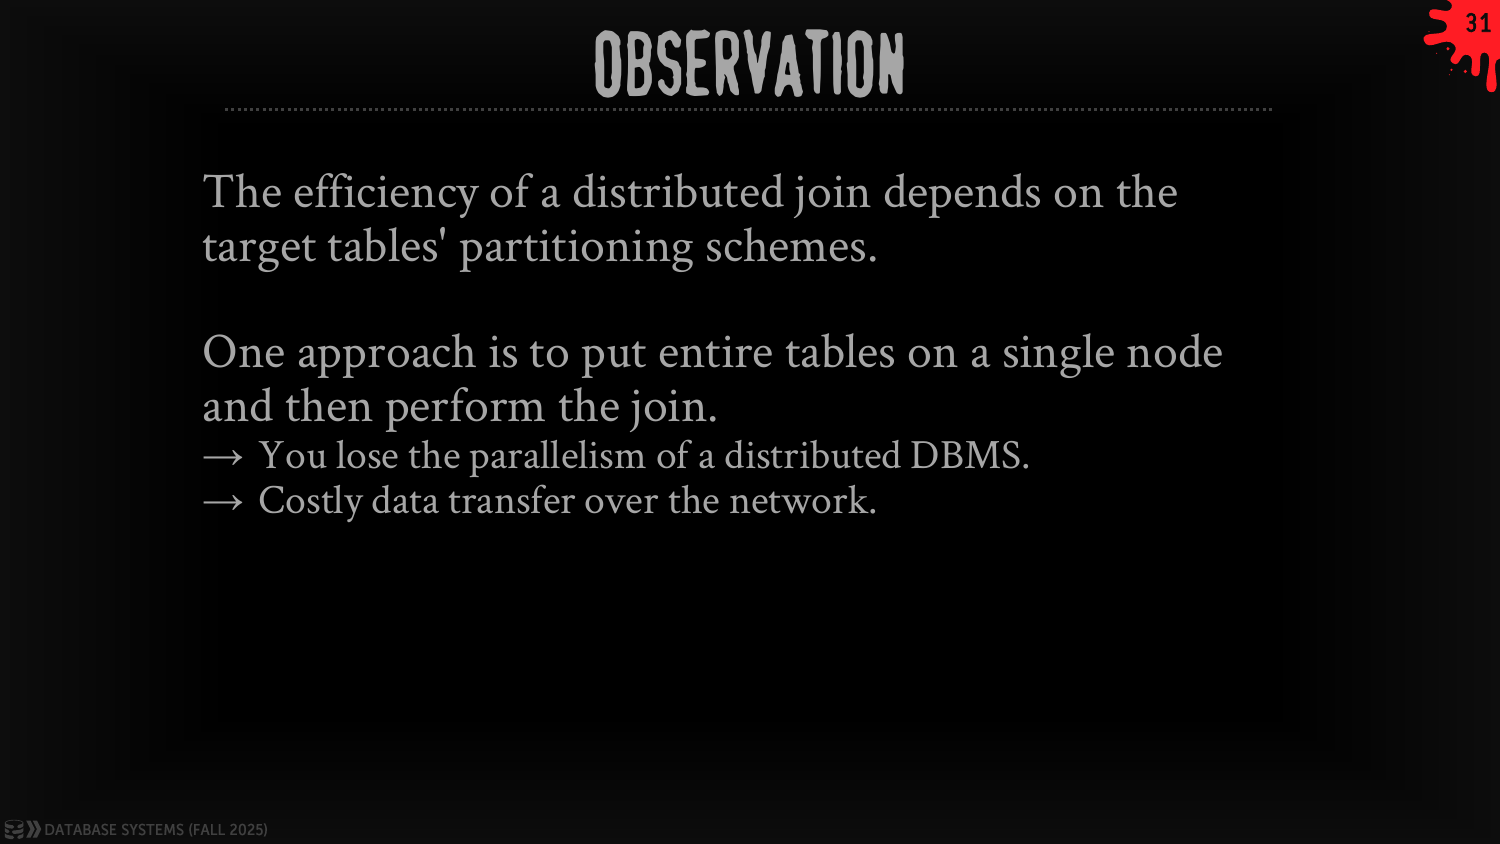 OBSERVATION
31
The efficiency of a distributed join depends on the
target tables' partitioning schemes.
One approach is to put entire tables on a single node
and then perform the join.
→ You lose the parallelism of a distributed DBMS.
→ Costly data transfer over the network.
DATABASE SYSTEMS (FALL 2025)